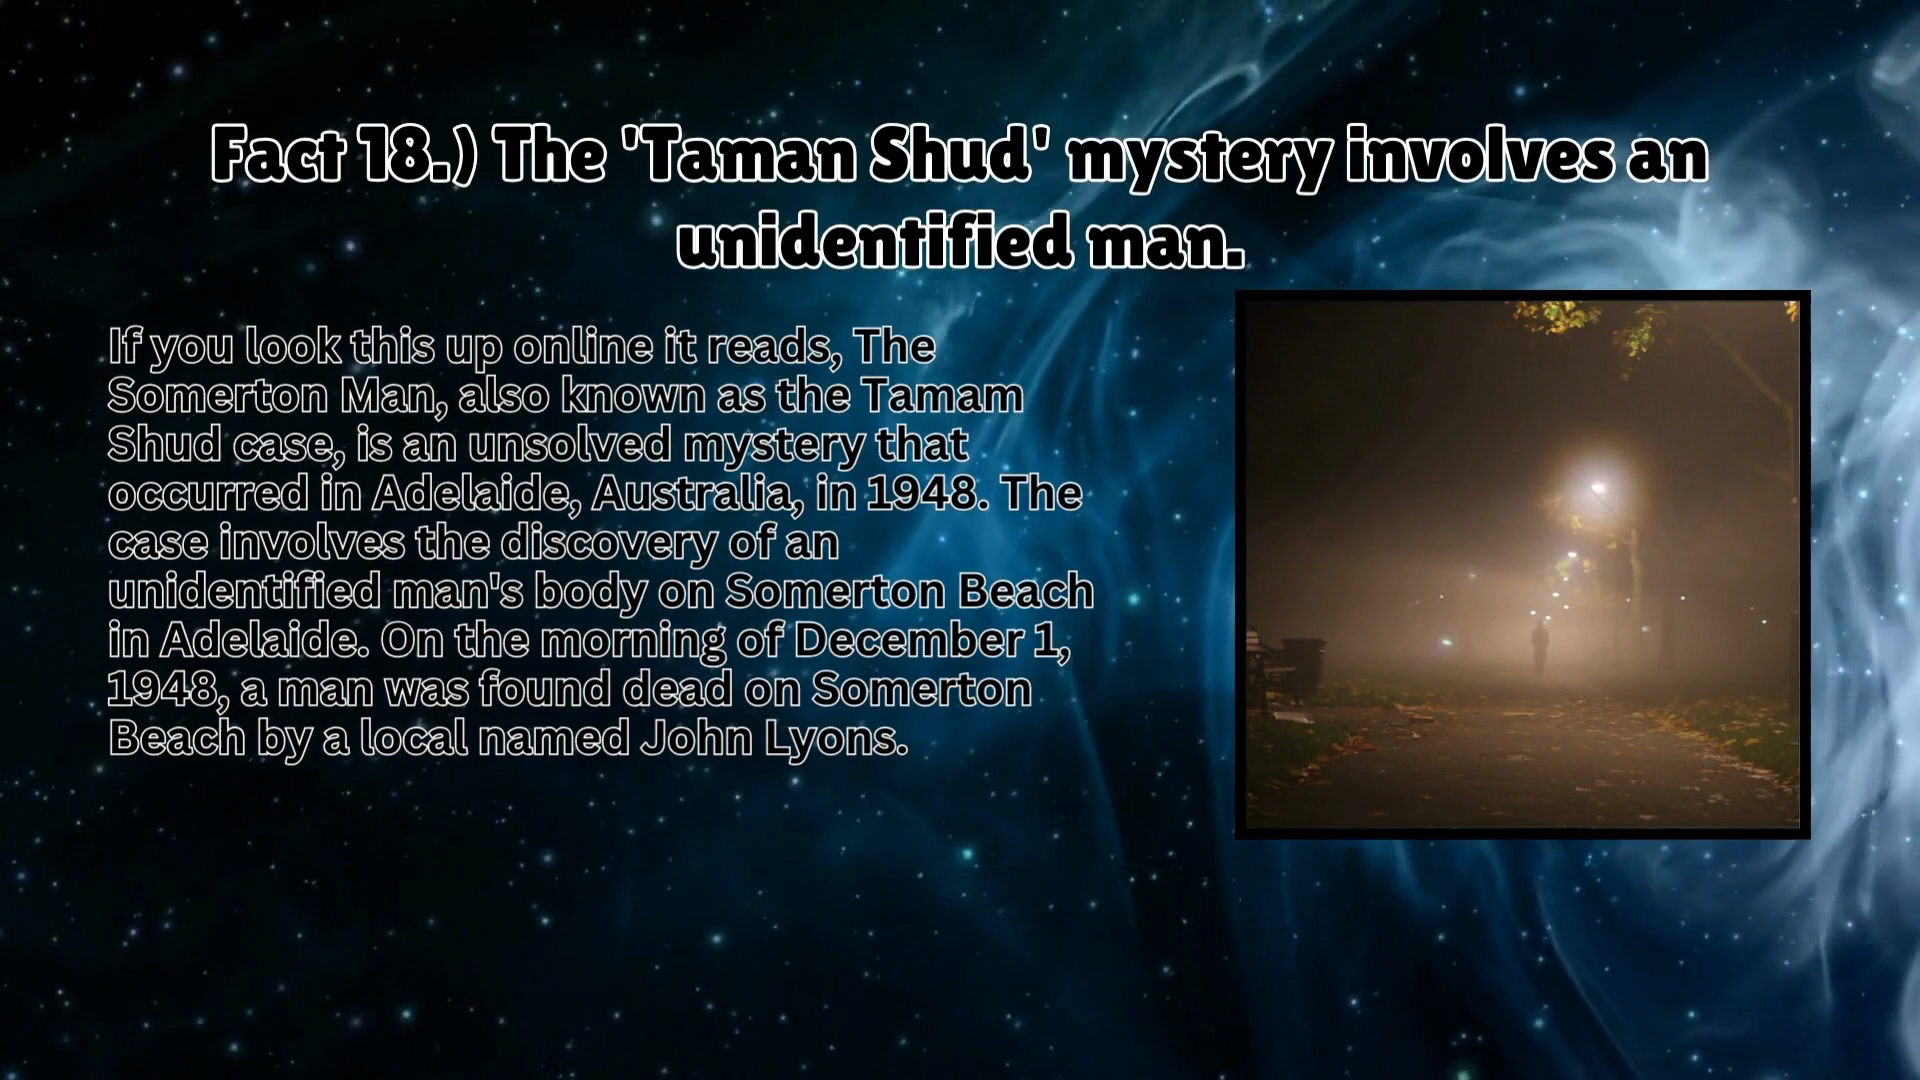 Fact 18.) The 'Taman Shud' mystery involves an
unidentified man.
If you look this up online it reads, The
Somerton Man, also known as the Tamam
Shud case, is an unsolved mystery that
occurred in Adelaide, Australia, in 1948. The
case involves the discovery of an
unidentified man's body on Somerton Beach
in Adelaide. On the morning of December 1,
1948, a man was found dead on Somerton
Beach by a local named John Lyons.